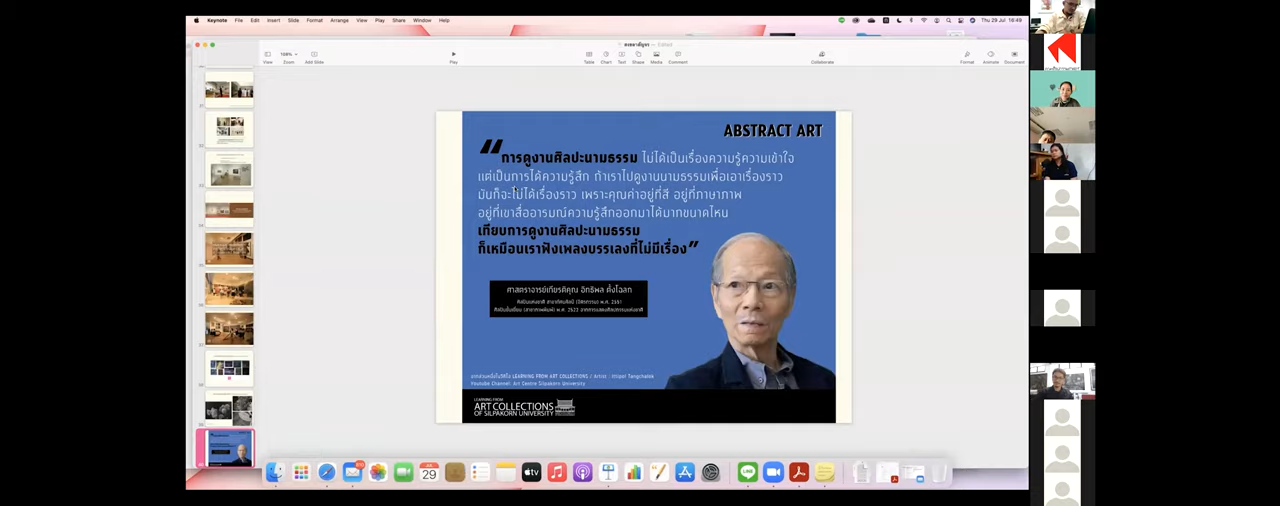 Keynote File Edit Insert Slide Format Arrange View Play Share Window Help
Thu 29 Jul 16:49
View Zoom Add Slide
Play
Table Chart Text Shape Media Comment
Collaborate
Format Animate Document
ABSTRACT ART
“การดูงานศิลปะนามธรรม ไม่ได้เป็นเรื่องความรู้ความเข้าใจ
แต่เป็นการได้ความรู้สึก ถ้าเราไปดูงานนามธรรมเพื่อเอาเรื่องราว
มันก็จะไม่ได้เรื่องราว เพราะคุณค่าอยู่ที่สี อยู่ที่ภาษาภาพ
อยู่ที่เขาสื่ออารมณ์ความรู้สึกออกมาได้มากขนาดไหน
เทียบการดูงานศิลปะนามธรรม
ก็เหมือนเราฟังเพลงบรรเลงที่ไม่มีเรื่อง”
ศาสตราจารย์เกียรติคุณ อิทธิพล ตั้งโฉลก
LEARNING FROM ART COLLECTIONS / Artist : Ittipol Tangchalok
Youtube Channel: Art Centre Silpakorn University
LEARNING FROM
ART COLLECTIONS
OF SILPAKORN UNIVERSITY
29